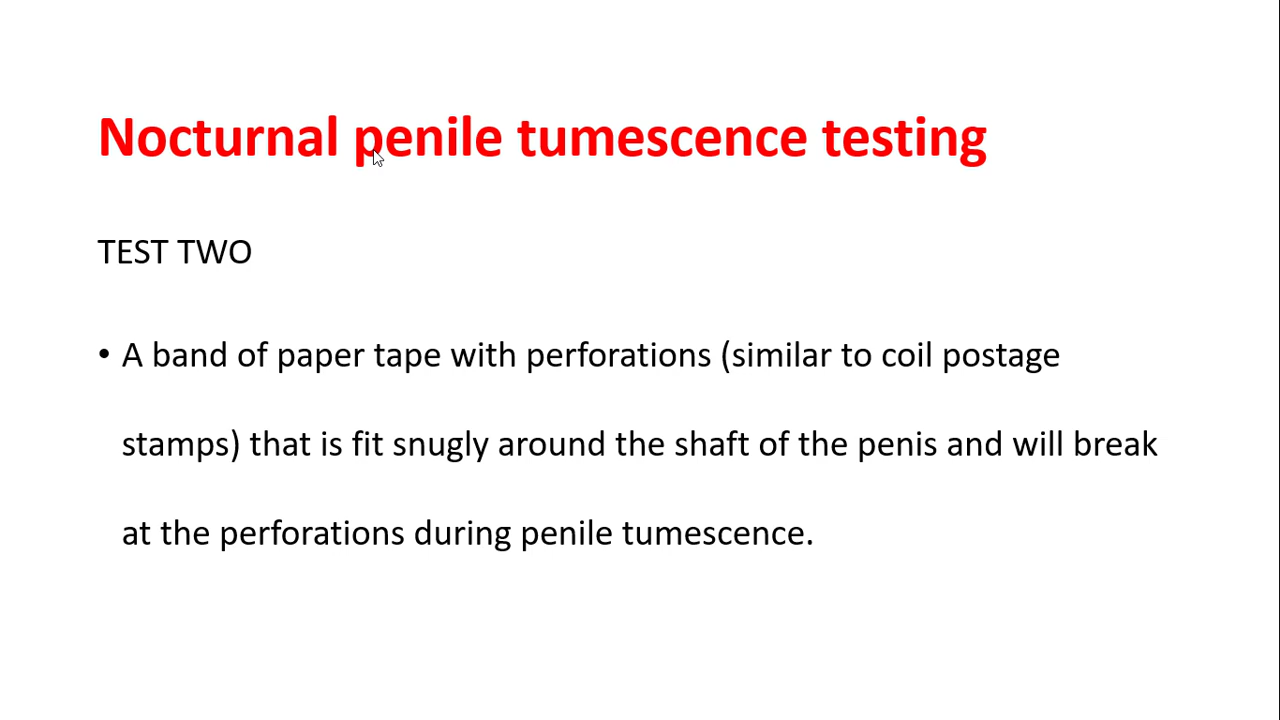 Nocturnal penile tumescence testing
TEST TWO
• A band of paper tape with perforations (similar to coil postage
stamps) that is fit snugly around the shaft of the penis and will break
at the perforations during penile tumescence.